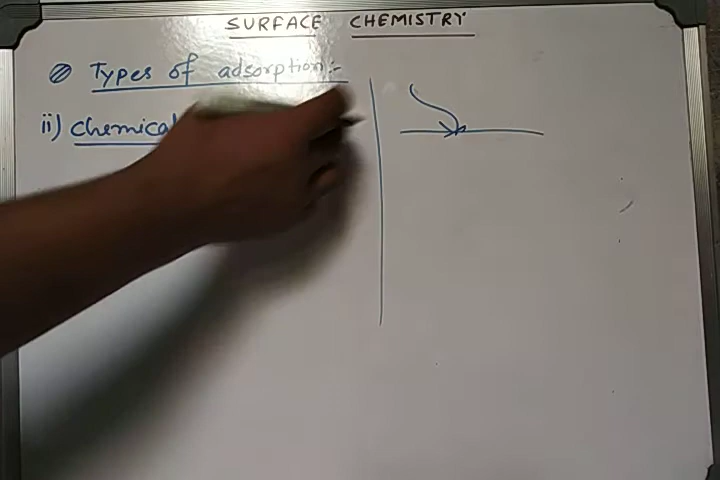 SURFACE CHEMISTRY
Types of adsorption:-
ii) Chemical